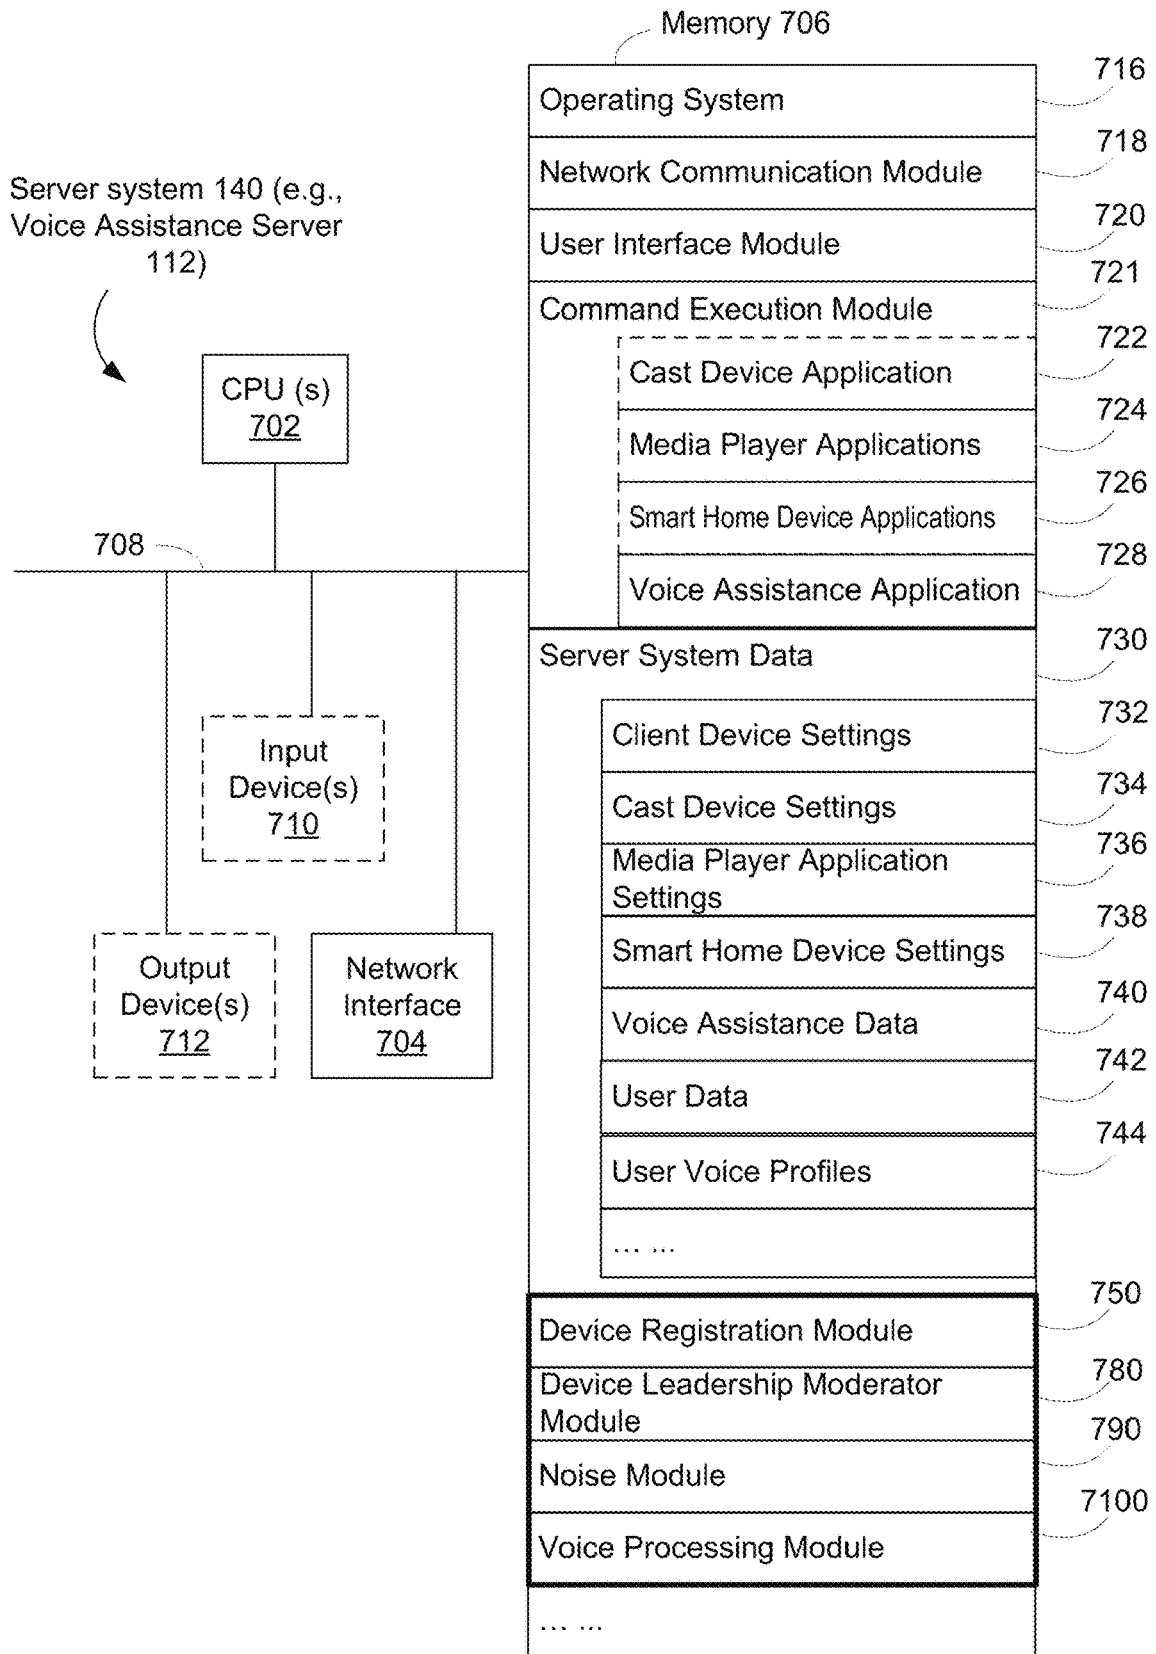 Memory 706
Operating System
716
Network Communication Module
718
User Interface Module
720
Command Execution Module
721
Cast Device Application
722
Media Player Applications
724
Smart Home Device Applications
726
Voice Assistance Application
728
Server System Data
730
Client Device Settings
732
Cast Device Settings
734
Media Player Application
Settings
736
Smart Home Device Settings
738
Voice Assistance Data
740
User Data
742
User Voice Profiles
744
... ...
Device Registration Module
750
Device Leadership Moderator
Module
780
Noise Module
790
Voice Processing Module
7100
... ...
Server system 140 (e.g.,
Voice Assistance Server
112)
CPU (s)
702
708
Input
Device(s)
710
Output
Device(s)
712
Network
Interface
704